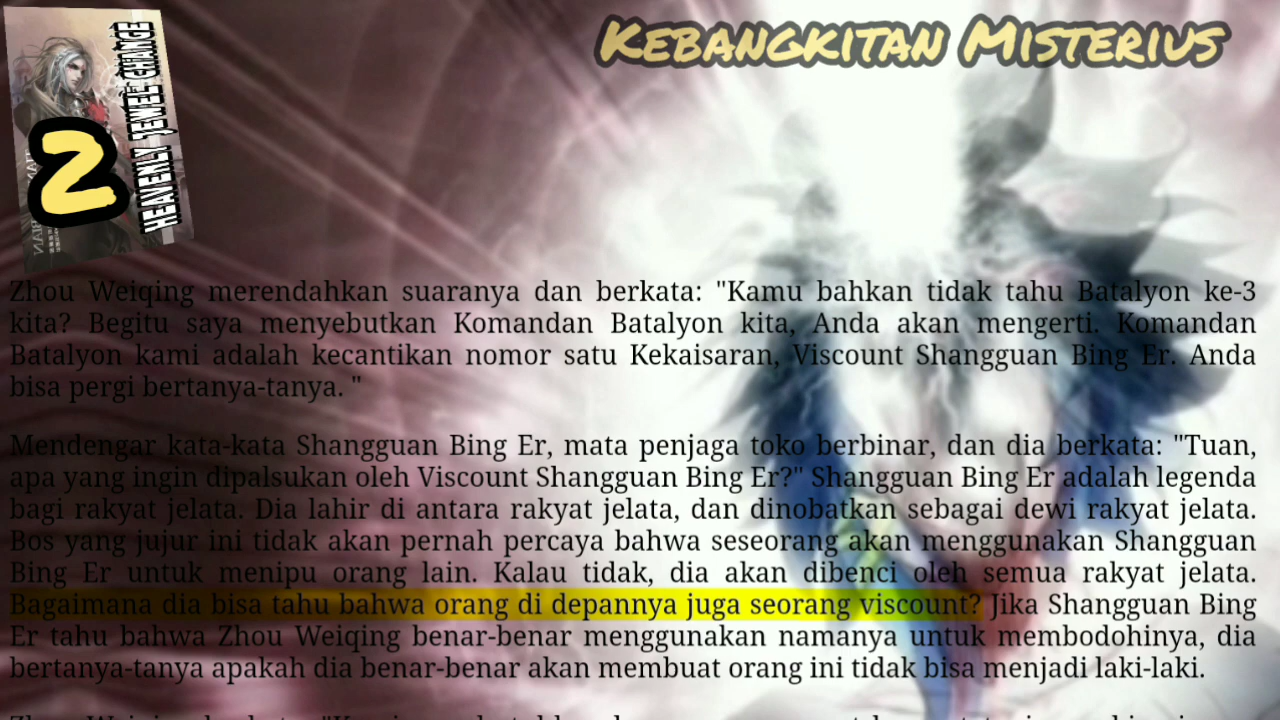 Kebangkitan Misterius
HEAVENLY JEWEL CHANGE
2
Zhou Weiqing merendahkan suaranya dan berkata: "Kamu bahkan tidak tahu Batalyon ke-3
kita? Begitu saya menyebutkan Komandan Batalyon kita, Anda akan mengerti. Komandan
Batalyon kami adalah kecantikan nomor satu Kekaisaran, Viscount Shangguan Bing Er. Anda
bisa pergi bertanya-tanya. "
Mendengar kata-kata Shangguan Bing Er, mata penjaga toko berbinar, dan dia berkata: "Tuan,
apa yang ingin dipalsukan oleh Viscount Shangguan Bing Er?" Shangguan Bing Er adalah legenda
bagi rakyat jelata. Dia lahir di antara rakyat jelata, dan dinobatkan sebagai dewi rakyat jelata.
Bos yang jujur ini tidak akan pernah percaya bahwa seseorang akan menggunakan Shangguan
Bing Er untuk menipu orang lain. Kalau tidak, dia akan dibenci oleh semua rakyat jelata.
Bagaimana dia bisa tahu bahwa orang di depannya juga seorang viscount? Jika Shangguan Bing
Er tahu bahwa Zhou Weiqing benar-benar menggunakan namanya untuk membodohinya, dia
bertanya-tanya apakah dia benar-benar akan membuat orang ini tidak bisa menjadi laki-laki.